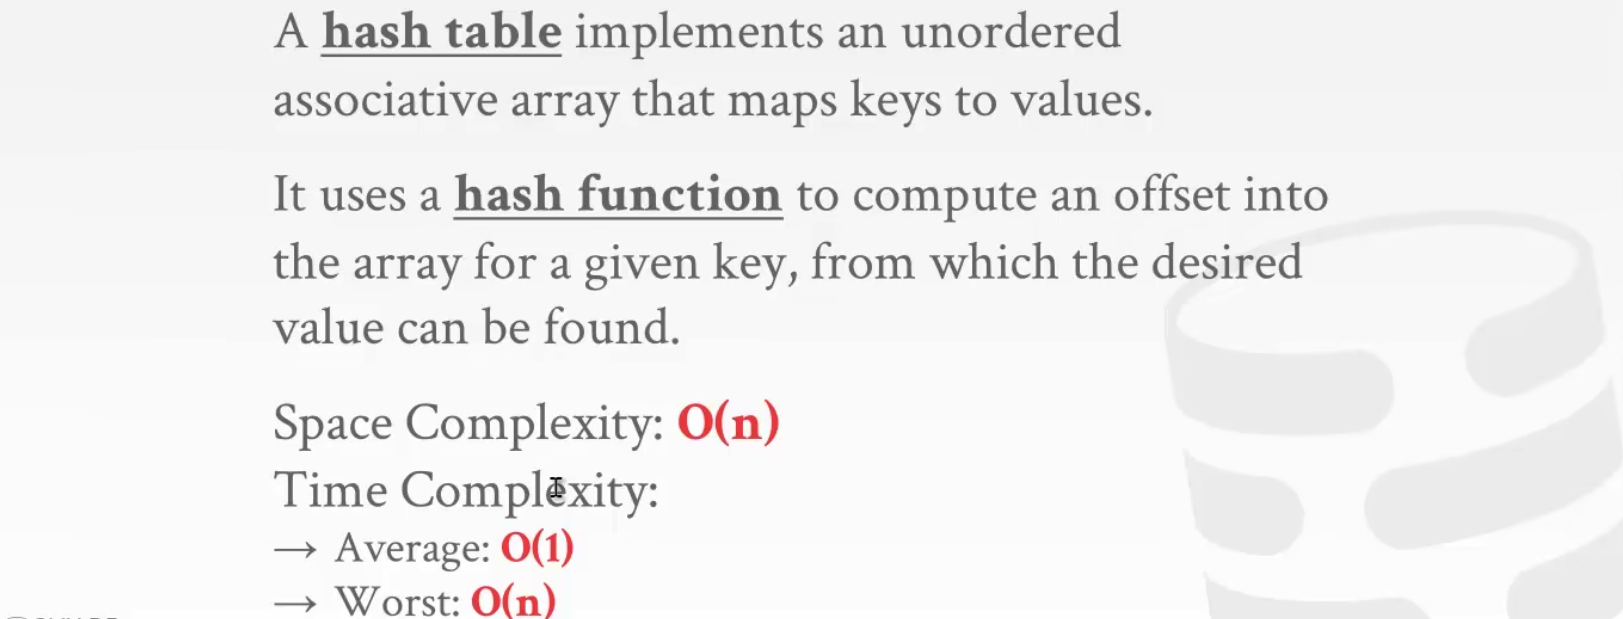 A hash table implements an unordered
associative array that maps keys to values.
It uses a hash function to compute an offset into
the array for a given key, from which the desired
value can be found.
Space Complexity: O(n)
Time Complexity:
→ Average: O(1)
→ Worst: O(n)